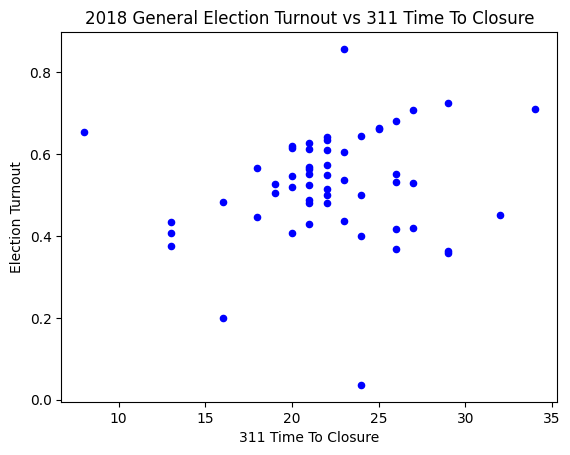 2018 General Election Turnout vs 311 Time To Closure
0.8
0.6
0.4
0.2
0.0
Election Turnout
10 15 20 25 30 35
311 Time To Closure